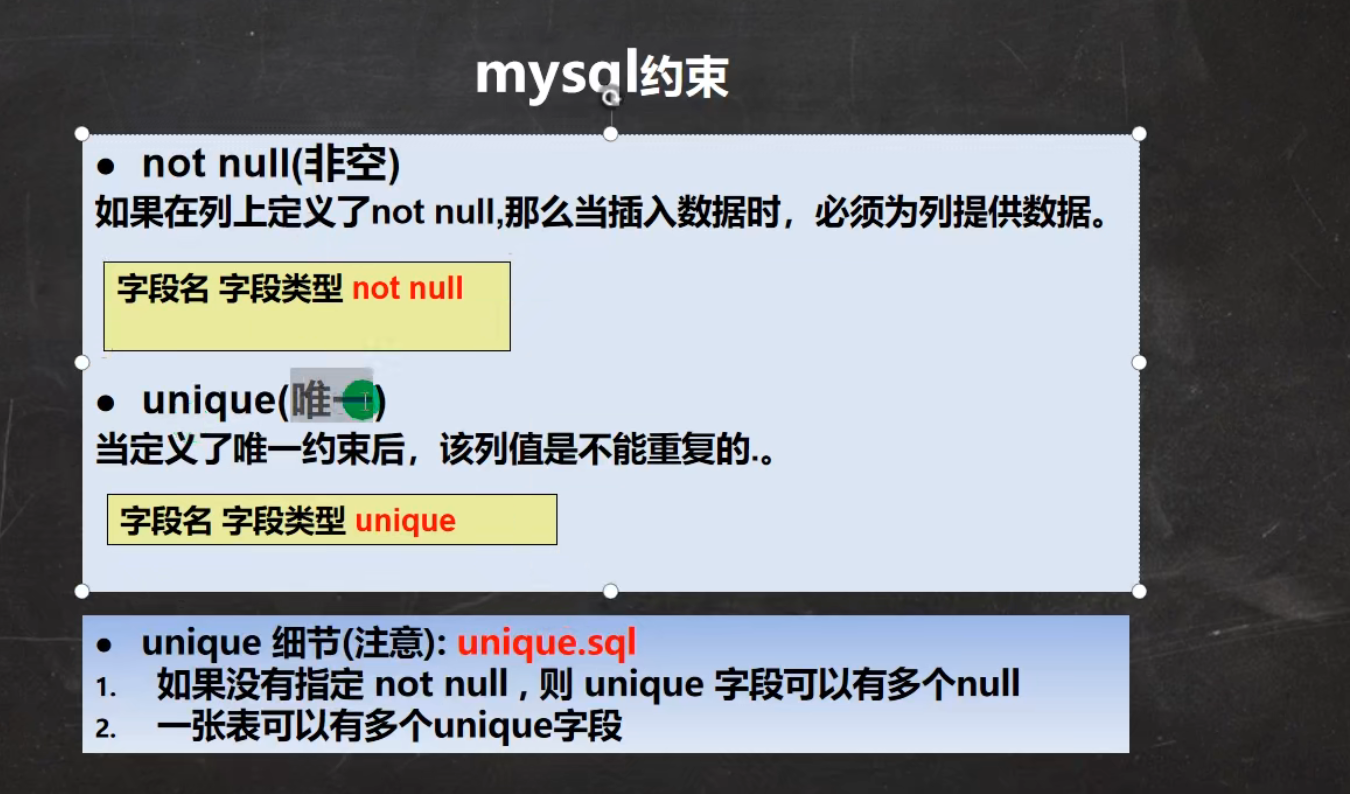 mysql约束
● not null(非空)
如果在列上定义了not null,那么当插入数据时，必须为列提供数据。
字段名 字段类型 not null
● unique(唯一)
当定义了唯一约束后，该列值是不能重复的.。
字段名 字段类型 unique
● unique 细节(注意): unique.sql
1. 如果没有指定 not null , 则 unique 字段可以有多个null
2. 一张表可以有多个unique字段